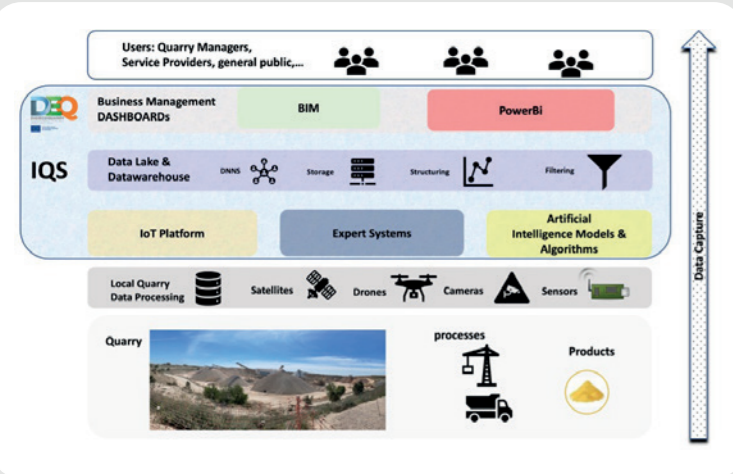 Users: Quarry Managers,
Service Providers, general public,...
DEQ
Business Management
DASHBOARDs
BIM
PowerBi
IQS
Data Lake &
Datawarehouse
DNNS
Storage
Structuring
Filtering
IoT Platform
Expert Systems
Artificial
Intelligence Models &
Algorithms
Local Quarry
Data Processing
Satellites
Drones
Cameras
Sensors
Quarry
processes
Products
Data Capture